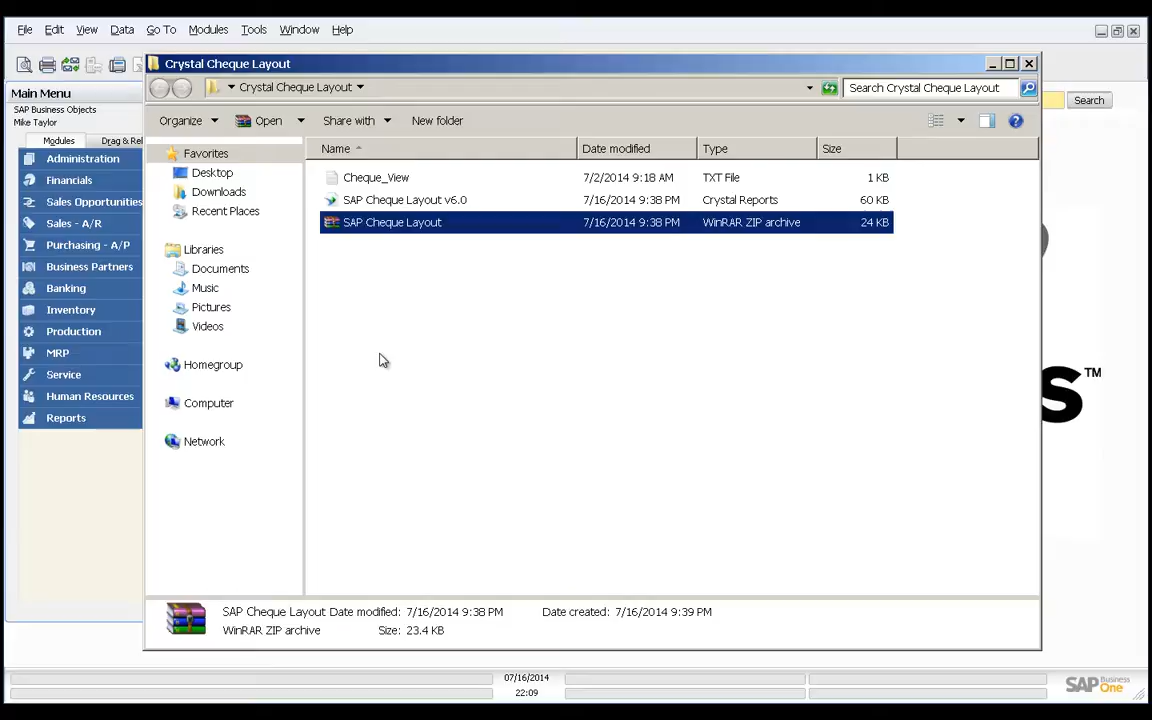 File Edit View Data Go To Modules Tools Window Help
Crystal Cheque Layout
Crystal Cheque Layout
Search Crystal Cheque Layout
Main Menu
SAP Business Objects
Mike Taylor
Search
Organize Open Share with New folder
Modules Drag & Rel
Administration
Financials
Sales Opportunities
Sales - A/R
Purchasing - A/P
Business Partners
Banking
Inventory
Production
MRP
Service
Human Resources
Reports
Favorites
Desktop
Downloads
Recent Places
Libraries
Documents
Music
Pictures
Videos
Homegroup
Computer
Network
Name Date modified Type Size
Cheque_View 7/2/2014 9:18 AM TXT File 1 KB
SAP Cheque Layout v6.0 7/16/2014 9:38 PM Crystal Reports 60 KB
SAP Cheque Layout 7/16/2014 9:38 PM WinRAR ZIP archive 24 KB
s™
SAP Cheque Layout Date modified: 7/16/2014 9:38 PM Date created: 7/16/2014 9:39 PM
WinRAR ZIP archive Size: 23.4 KB
07/16/2014
22:09
SAP Business One